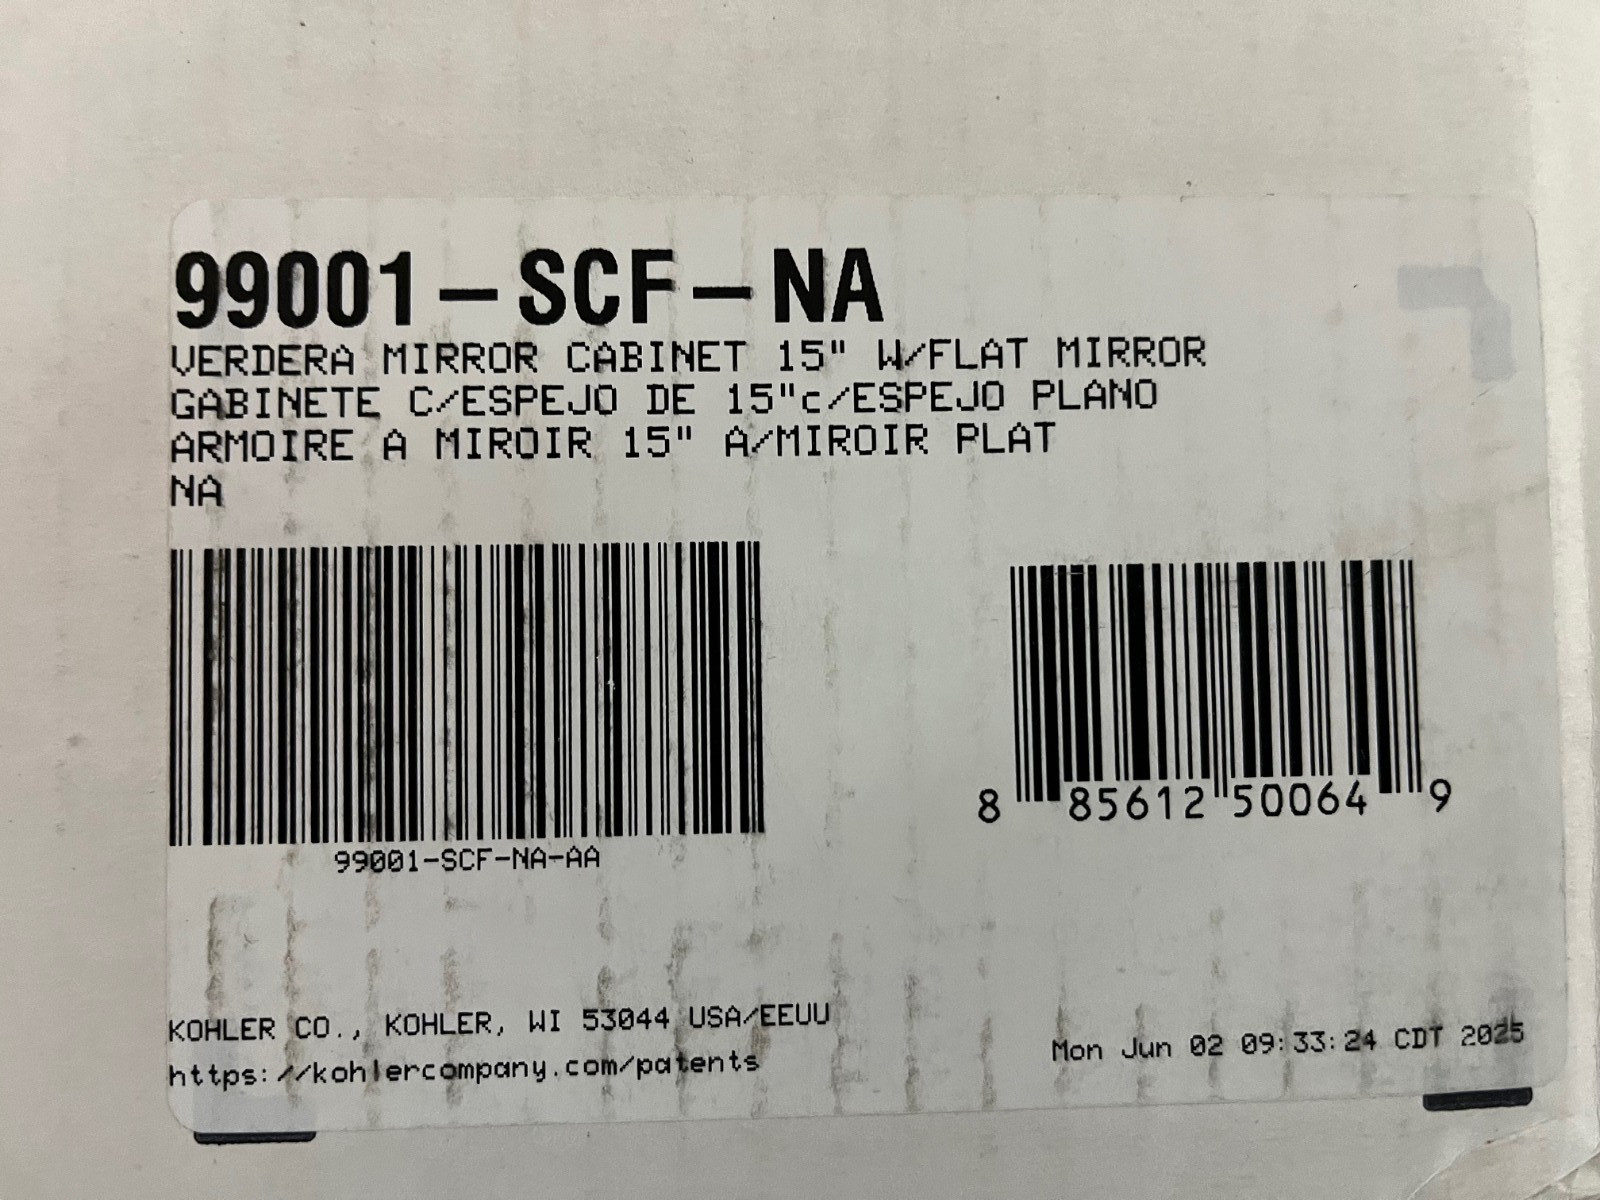 99001-SCF-NA
VERDERA MIRROR CABINET 15" W/FLAT MIRROR
GABINETE C/ESPEJO DE 15"c/ESPEJO PLANO
ARMOIRE A MIROIR 15" A/MIROIR PLAT
NA
99001-SCF-NA-AA
8 85612 50064 9
KOHLER CO., KOHLER, WI 53044 USA/EEUU
https://kohlercompany.com/patents
Mon Jun 02 09:33:24 CDT 2025